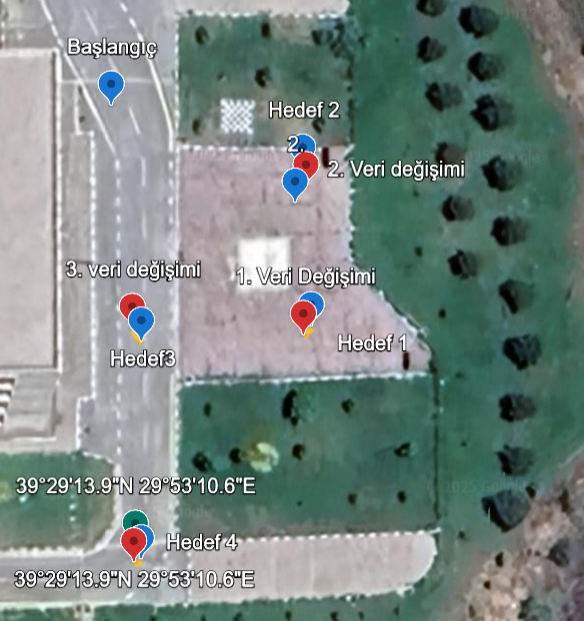 Başlangıç
Hedef 2
2.
2. Veri değişimi
3. veri değişimi
1. Veri Değişimi
Hedef 1
Hedef3
39°29'13.9"N 29°53'10.6"E
Hedef 4
39°29'13.9"N 29°53'10.6"E